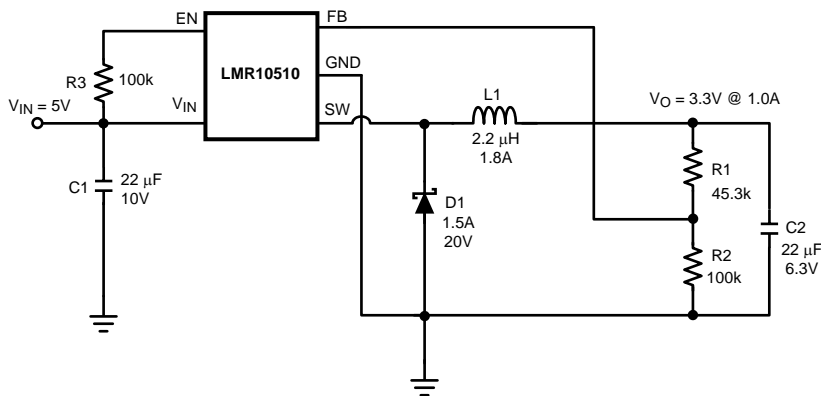 EN
FB
LMR10510
GND
R3
100k
V_IN = 5V
V_IN
SW
L1
2.2 μH
1.8A
V_O = 3.3V @ 1.0A
R1
45.3k
C1
22 μF
10V
D1
1.5A
20V
R2
100k
C2
22 μF
6.3V